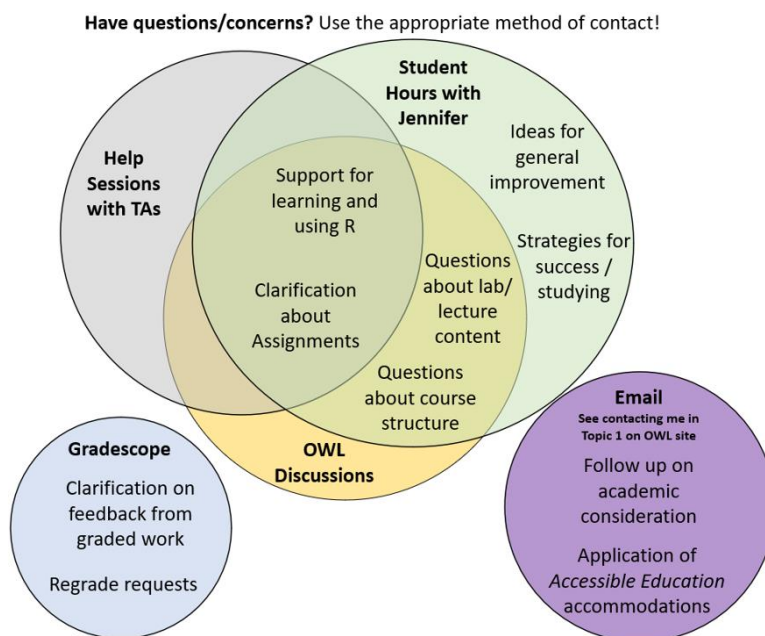 Have questions/concerns? Use the appropriate method of contact!
Student
Hours with
Jennifer
Ideas for
general
improvement
Strategies for
success /
studying
Help
Sessions
with TAs
Support for
learning and
using R
Clarification
about
Assignments
Questions
about lab/
lecture
content
Questions
about course
structure
OWL
Discussions
Gradescope
Clarification on
feedback from
graded work
Regrade requests
Email
See contacting me in
Topic 1 on OWL site
Follow up on
academic
consideration
Application of
Accessible Education
accommodations